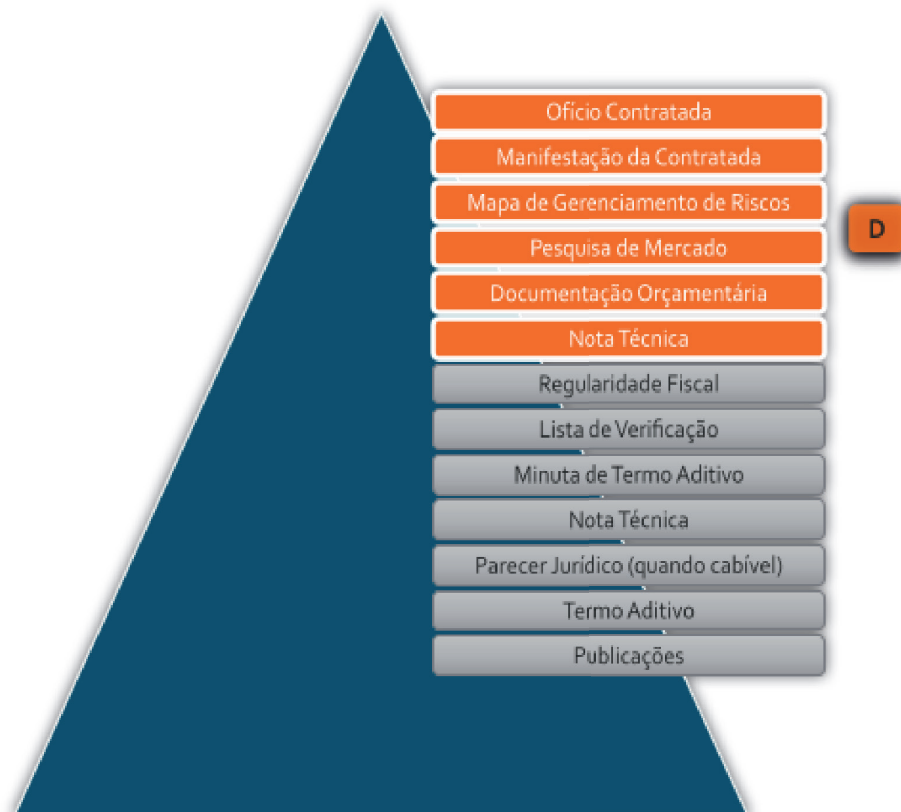 Ofício Contratada
Manifestação da Contratada
Mapa de Gerenciamento de Riscos
D
Pesquisa de Mercado
Documentação Orçamentária
Nota Técnica
Regularidade Fiscal
Lista de Verificação
Minuta de Termo Aditivo
Nota Técnica
Parecer Jurídico (quando cabível)
Termo Aditivo
Publicações